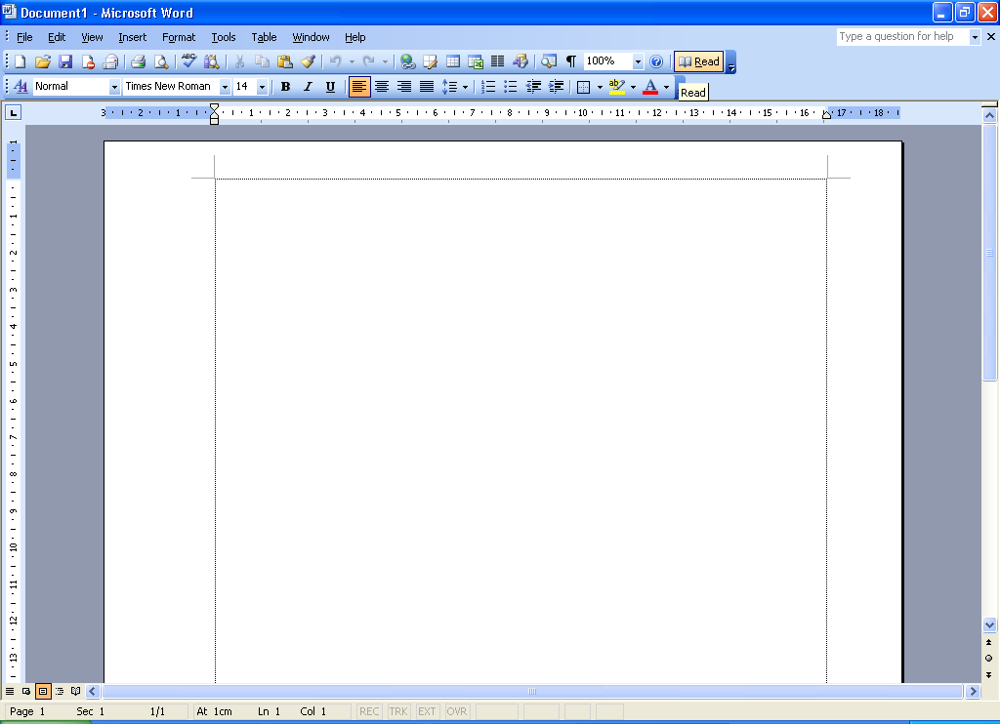 Document1 - Microsoft Word
File Edit View Insert Format Tools Table Window Help Type a question for help
100% Read
Normal Times New Roman 14 B I U
Read
3 2 1 1 2 3 4 5 6 7 8 9 10 11 12 13 14 15 16 17 18
1
1
2
3
4
5
6
7
8
9
10
11
12
13
Page 1 Sec 1 1/1 At 1cm Ln 1 Col 1 REC TRK EXT OVR